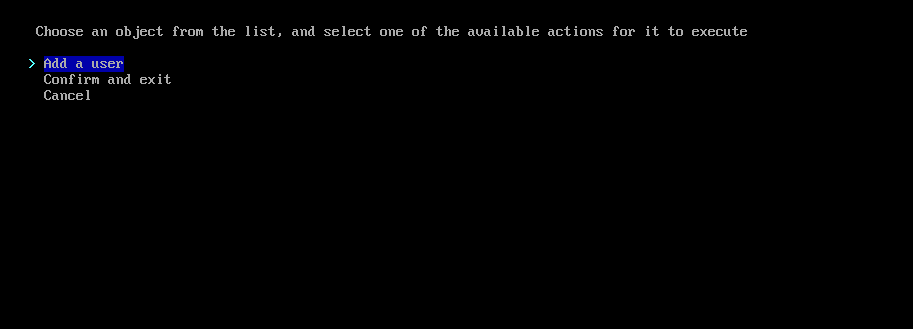 Choose an object from the list, and select one of the available actions for it to execute
> Add a user
Confirm and exit
Cancel